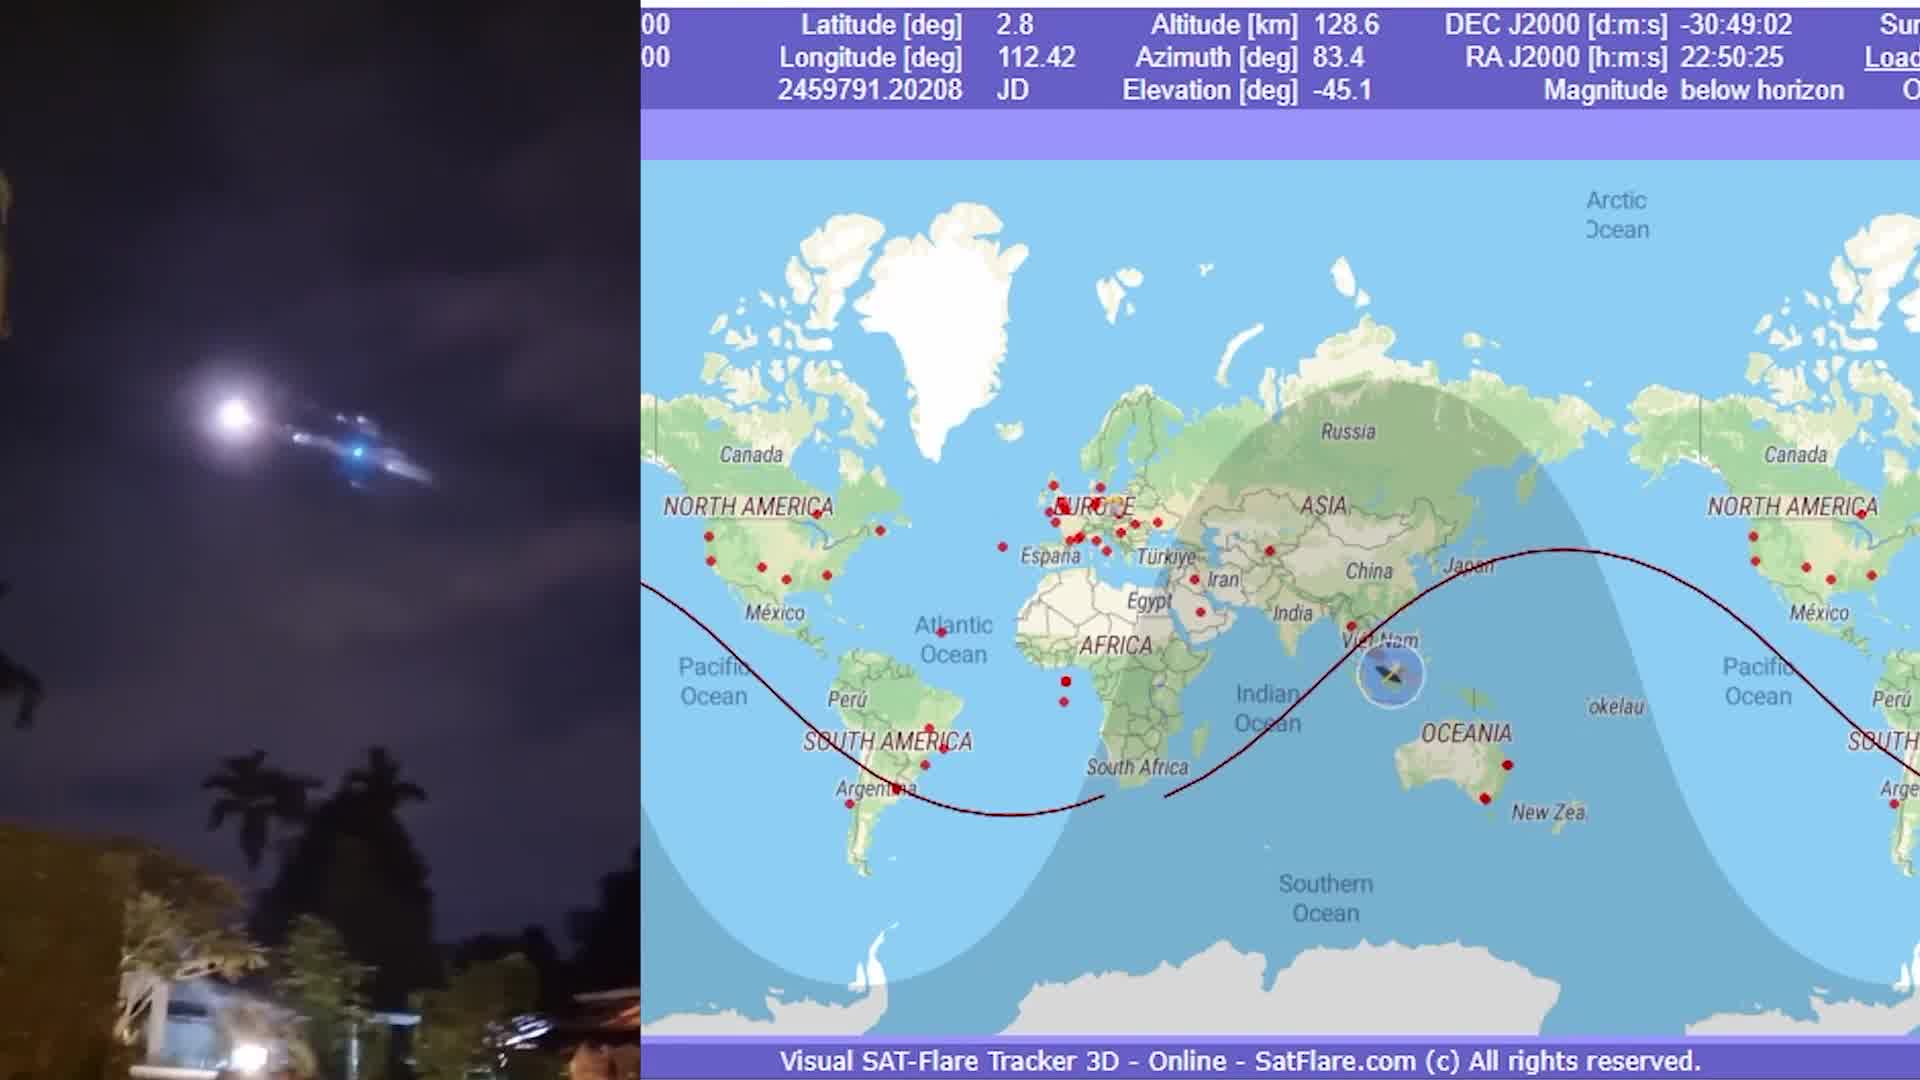 00 Latitude [deg] 2.8 Altitude [km] 128.6 DEC J2000 [d:m:s] -30:49:02 Sun
00 Longitude [deg] 112.42 Azimuth [deg] 83.4 RA J2000 [h:m:s] 22:50:25 Load
2459791.20208 JD Elevation [deg] -45.1 Magnitude below horizon O
Arctic
Ocean
Russia
Canada
Canada
NORTH AMERICA
EUROPE
ASIA
NORTH AMERICA
España
Türkiye
Iran
China
Japan
México
Egypt
India
México
Atlantic
Ocean
AFRICA
Việt Nam
Pacific
Ocean
Perú
Indian
Ocean
okelau
Pacific
Ocean
Perú
SOUTH AMERICA
OCEANIA
SOUTH
South Africa
Argentina
New Zea
Arge
Southern
Ocean
Visual SAT-Flare Tracker 3D - Online - SatFlare.com (c) All rights reserved.